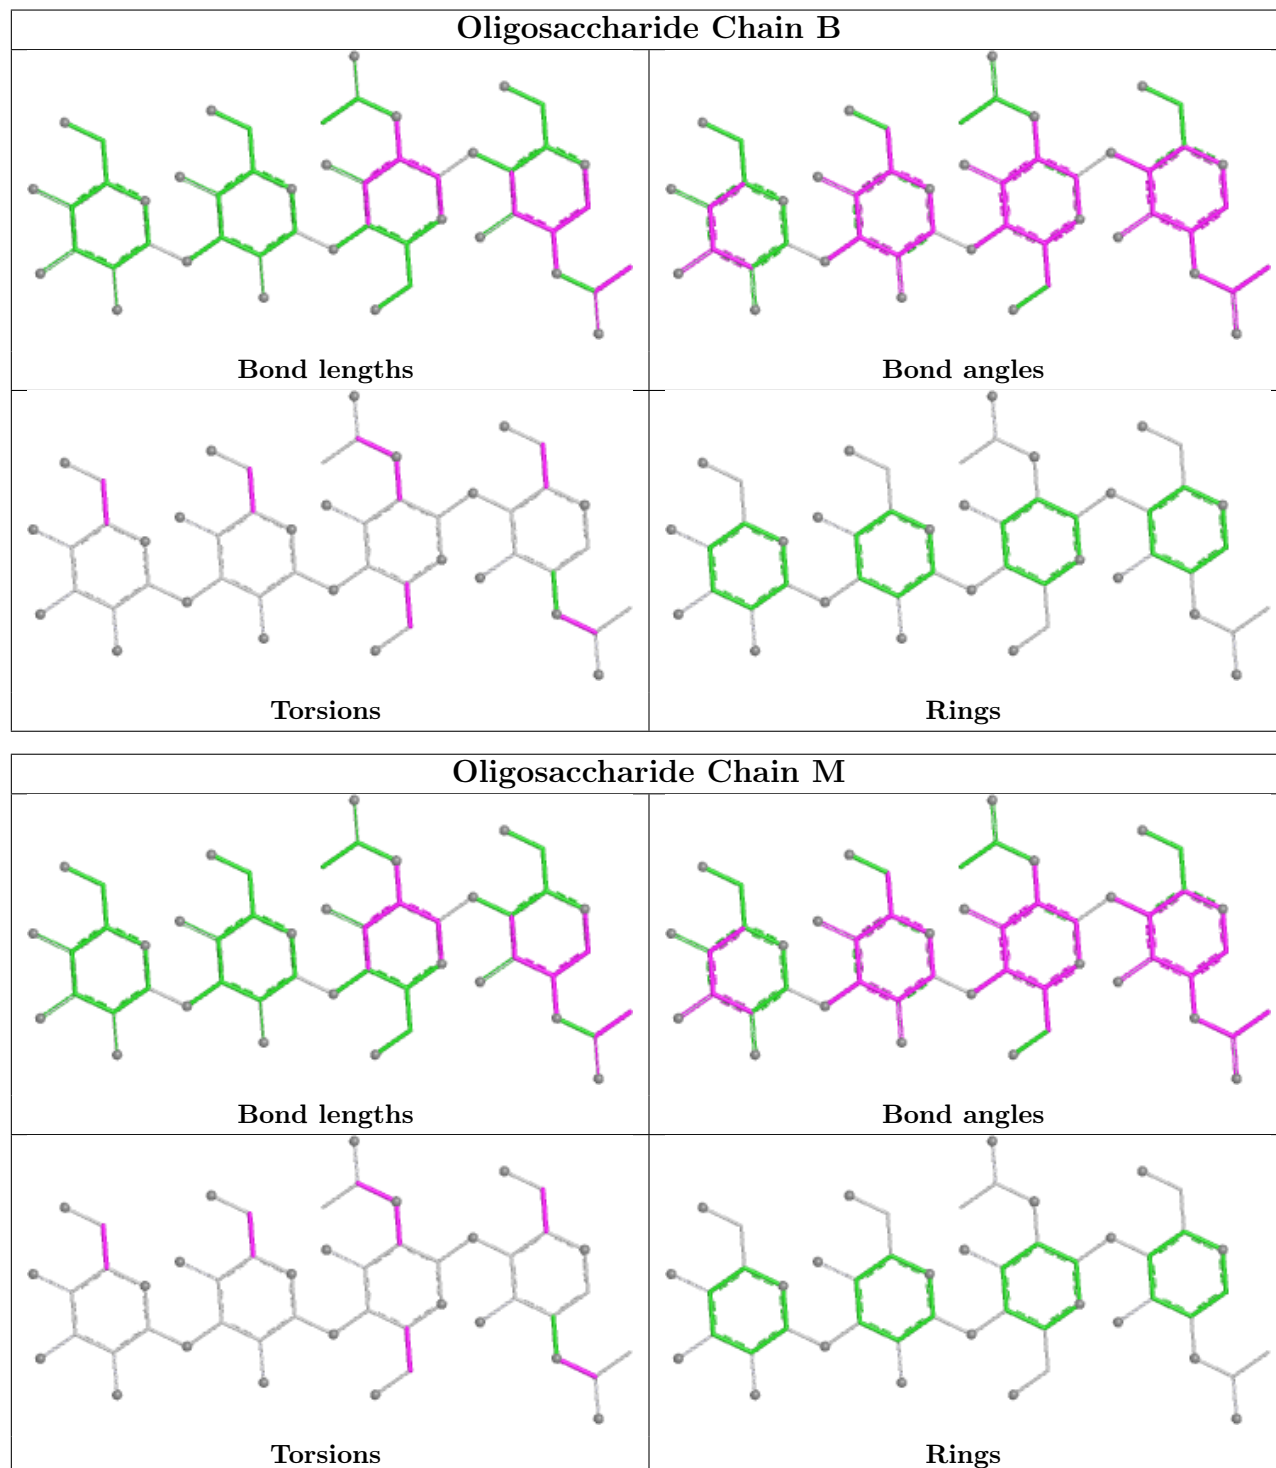 Oligosaccharide Chain B
Bond lengths
Bond angles
Torsions
Rings
Oligosaccharide Chain M
Bond lengths
Bond angles
Torsions
Rings